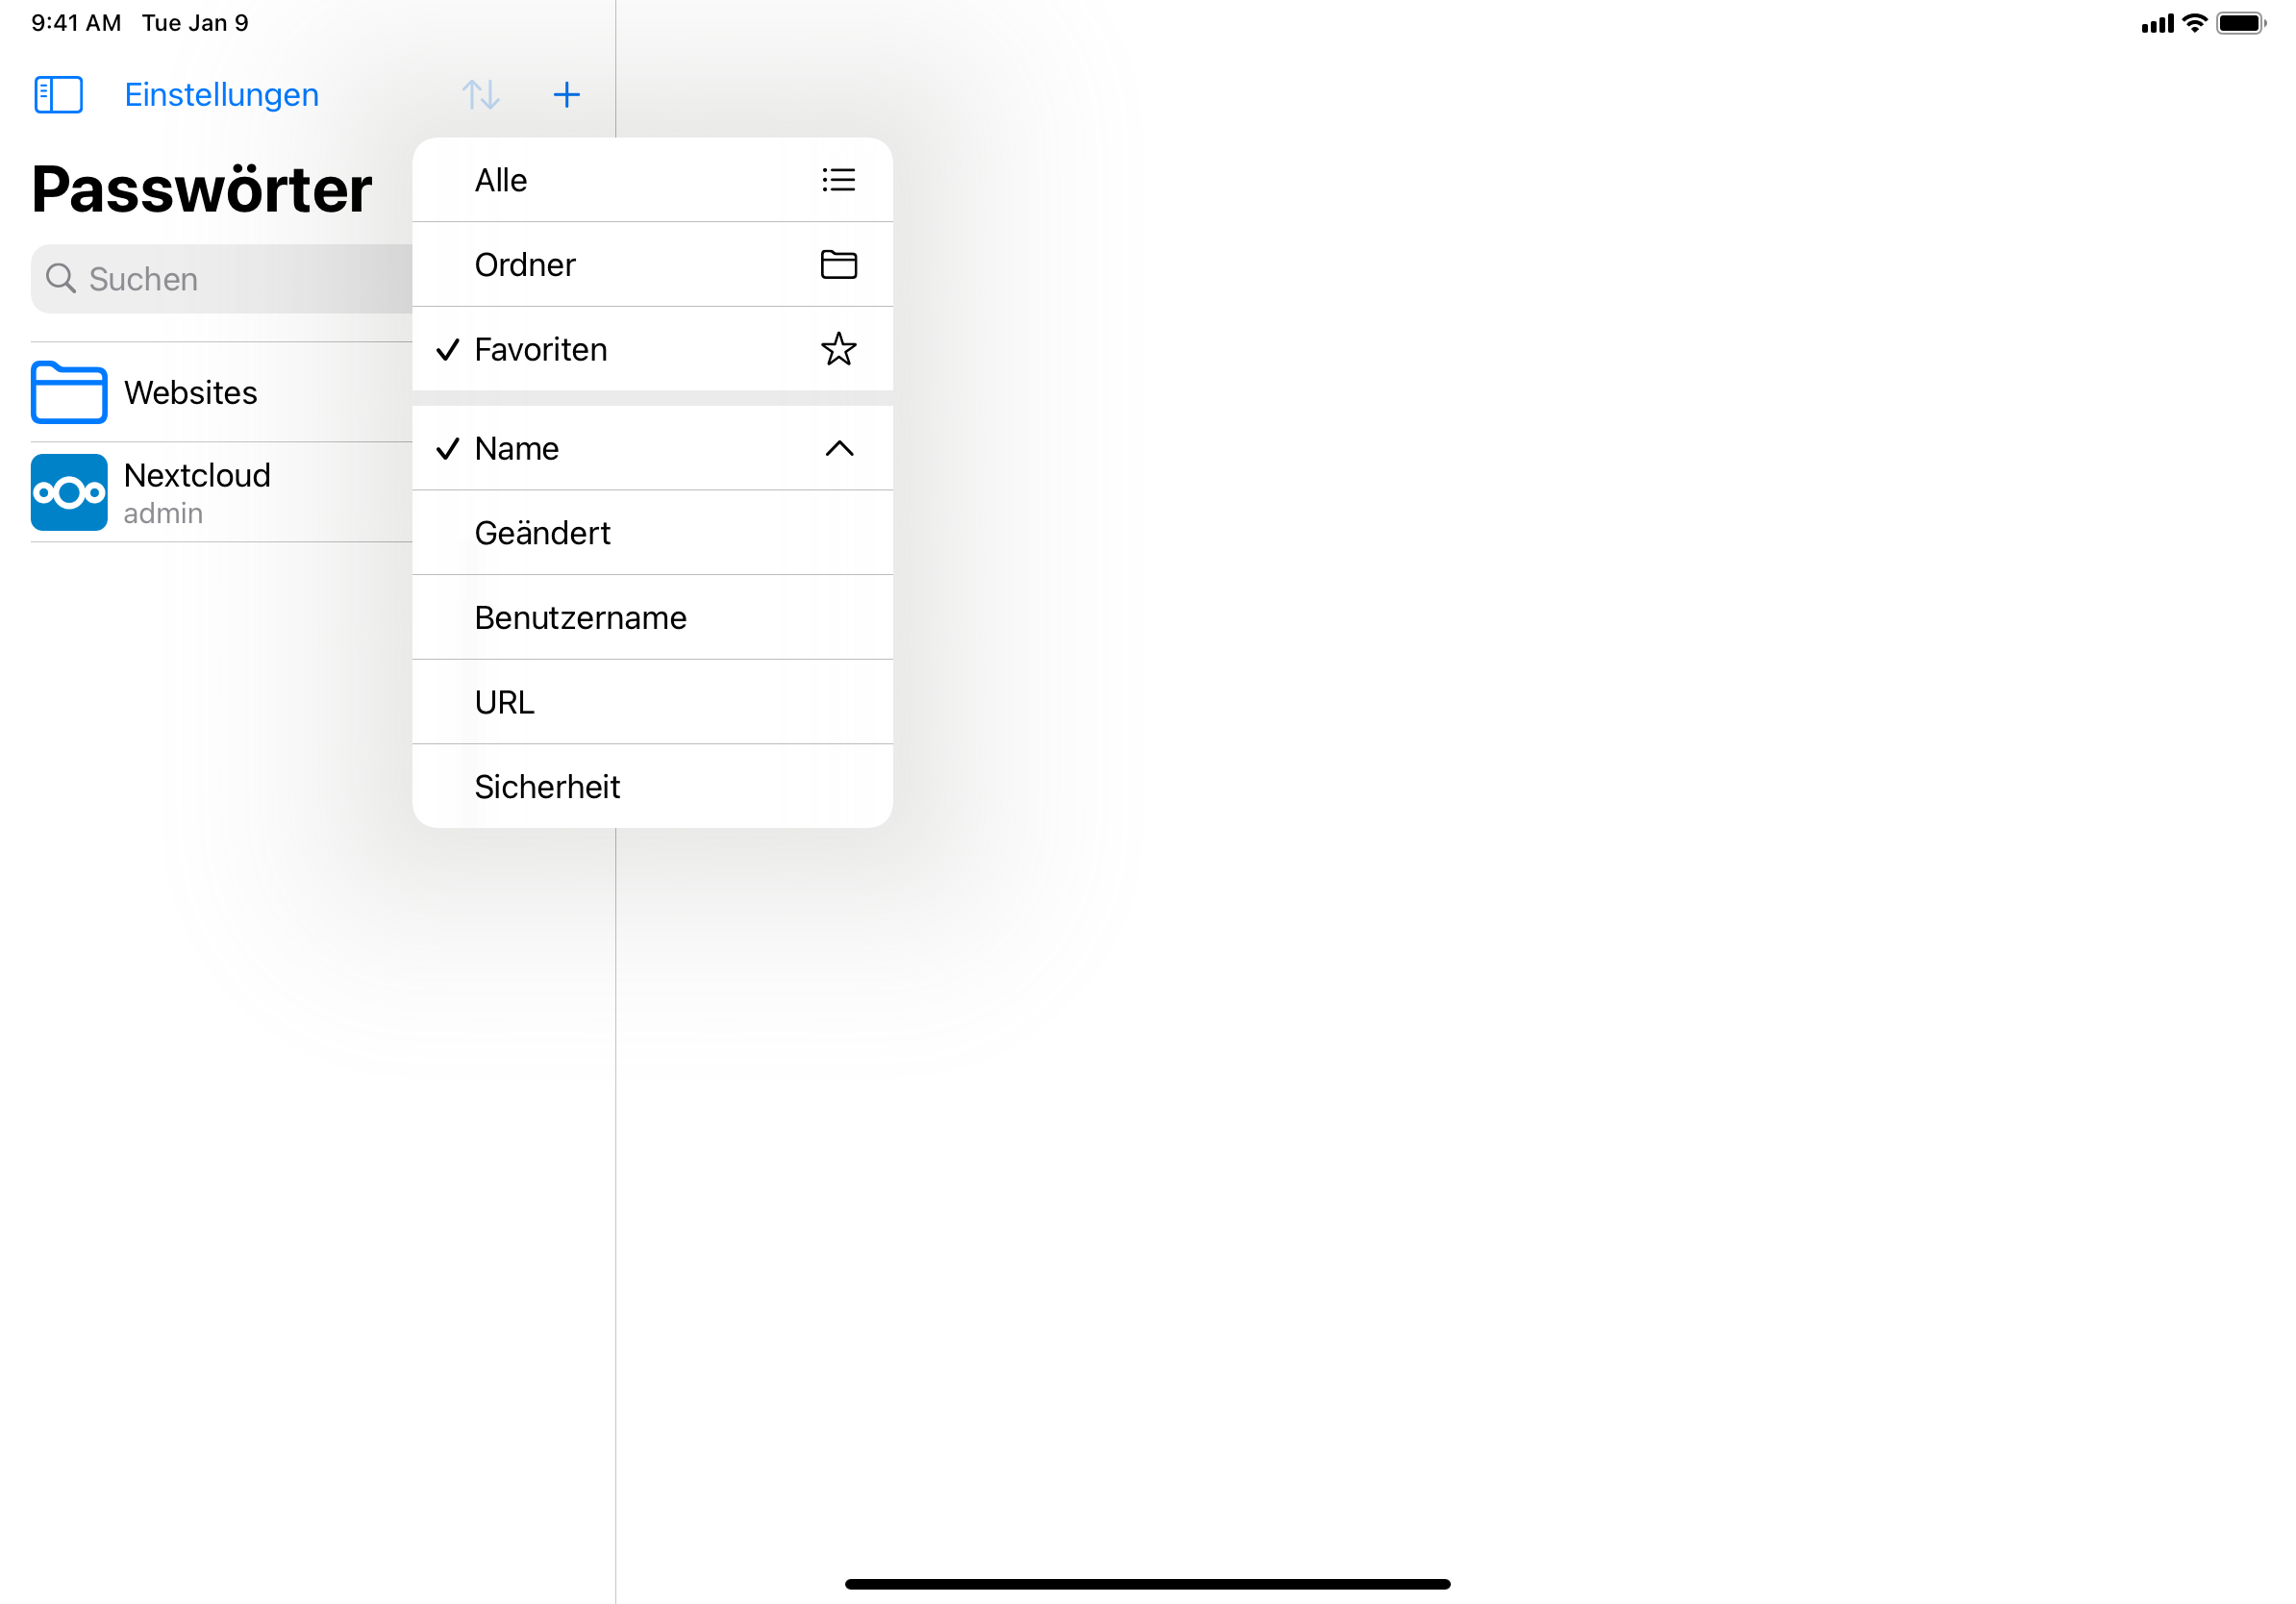 9:41 AM Tue Jan 9
Einstellungen
Passwörter
Suchen
Websites
Nextcloud
admin
Alle
Ordner
Favoriten
Name
Geändert
Benutzername
URL
Sicherheit